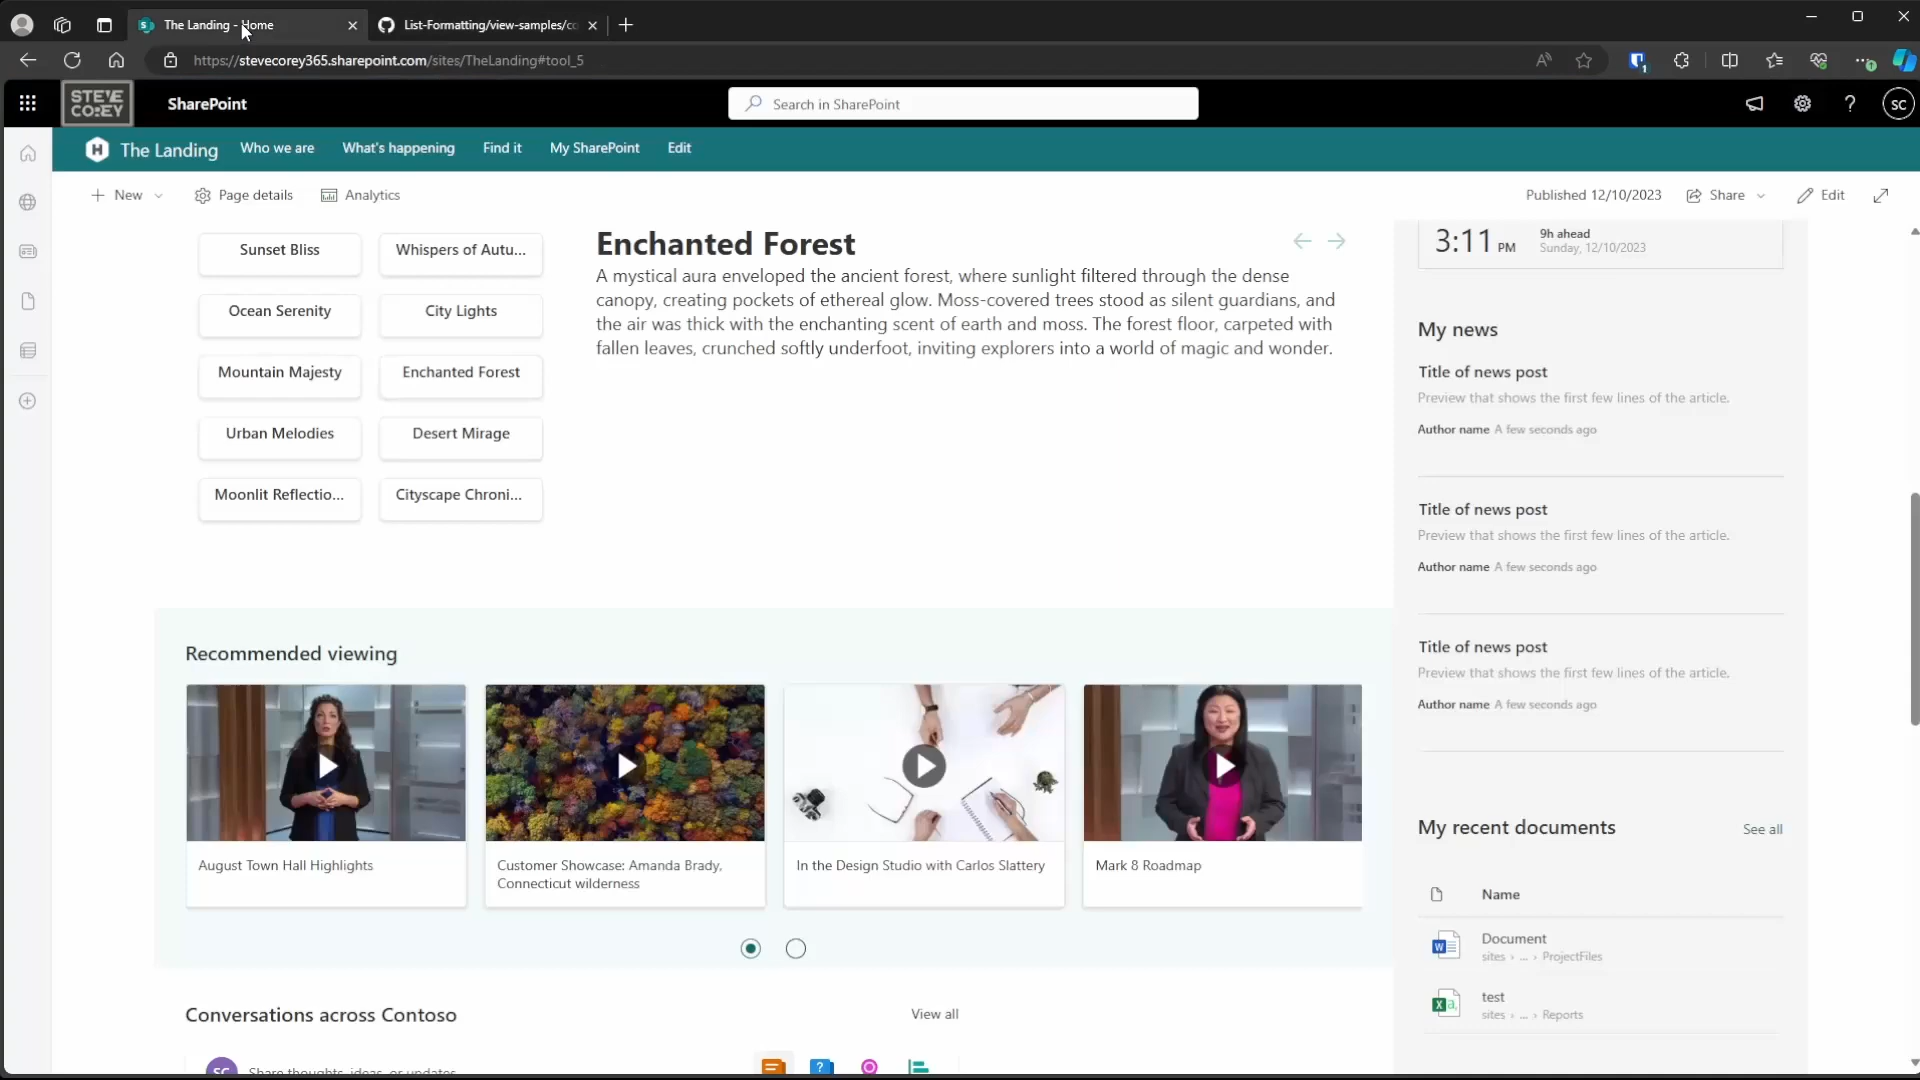 The Landing - Home
List-Formatting/view-samples/co
https://stevecorey365.sharepoint.com/sites/TheLanding#tool_5
STEVE
COREY
SharePoint
Search in SharePoint
SC
The Landing
Who we are
What's happening
Find it
My SharePoint
Edit
New
Page details
Analytics
Published 12/10/2023
Share
Edit
Sunset Bliss
Whispers of Autu...
Ocean Serenity
City Lights
Mountain Majesty
Enchanted Forest
Urban Melodies
Desert Mirage
Moonlit Reflectio...
Cityscape Chroni...
Enchanted Forest
A mystical aura enveloped the ancient forest, where sunlight filtered through the dense
canopy, creating pockets of ethereal glow. Moss-covered trees stood as silent guardians, and
the air was thick with the enchanting scent of earth and moss. The forest floor, carpeted with
fallen leaves, crunched softly underfoot, inviting explorers into a world of magic and wonder.
3:11 PM
9h ahead
Sunday, 12/10/2023
My news
Title of news post
Preview that shows the first few lines of the article.
Author name A few seconds ago
Title of news post
Preview that shows the first few lines of the article.
Author name A few seconds ago
Title of news post
Preview that shows the first few lines of the article.
Author name A few seconds ago
Recommended viewing
August Town Hall Highlights
Customer Showcase: Amanda Brady,
Connecticut wilderness
In the Design Studio with Carlos Slattery
Mark 8 Roadmap
My recent documents
See all
Name
Document
sites › ... › ProjectFiles
test
sites › ... › Reports
Conversations across Contoso
View all
SC
Share thoughts, ideas, or updates